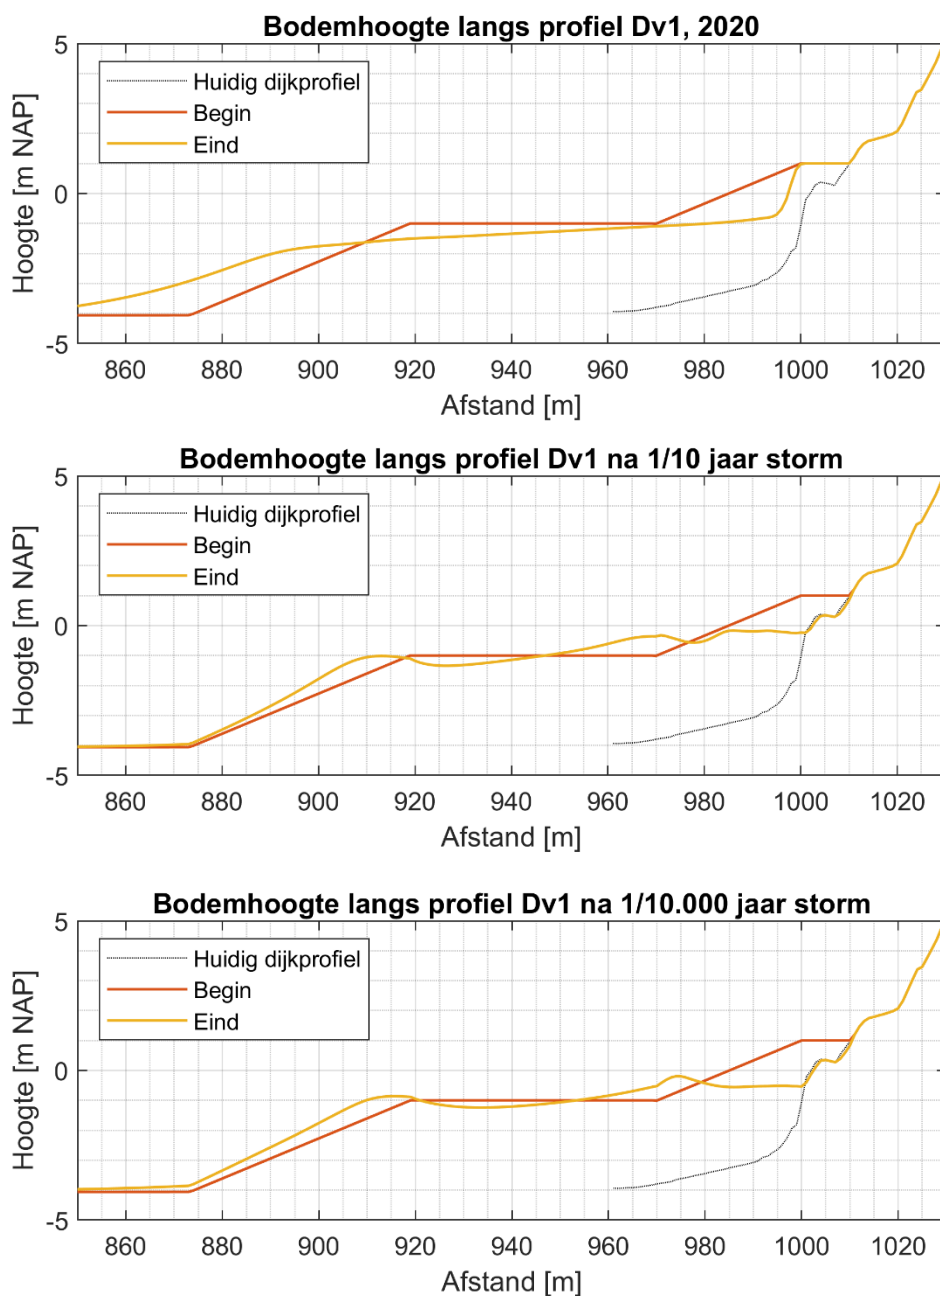 Bodemhoogte langs profiel Dv1, 2020
5
0
-5
Hoogte [m NAP]
Huidig dijkprofiel
Begin
Eind
860 880 900 920 940 960 980 1000 1020
Afstand [m]
Bodemhoogte langs profiel Dv1 na 1/10 jaar storm
5
0
-5
Hoogte [m NAP]
Huidig dijkprofiel
Begin
Eind
860 880 900 920 940 960 980 1000 1020
Afstand [m]
Bodemhoogte langs profiel Dv1 na 1/10.000 jaar storm
5
0
-5
Hoogte [m NAP]
Huidig dijkprofiel
Begin
Eind
860 880 900 920 940 960 980 1000 1020
Afstand [m]